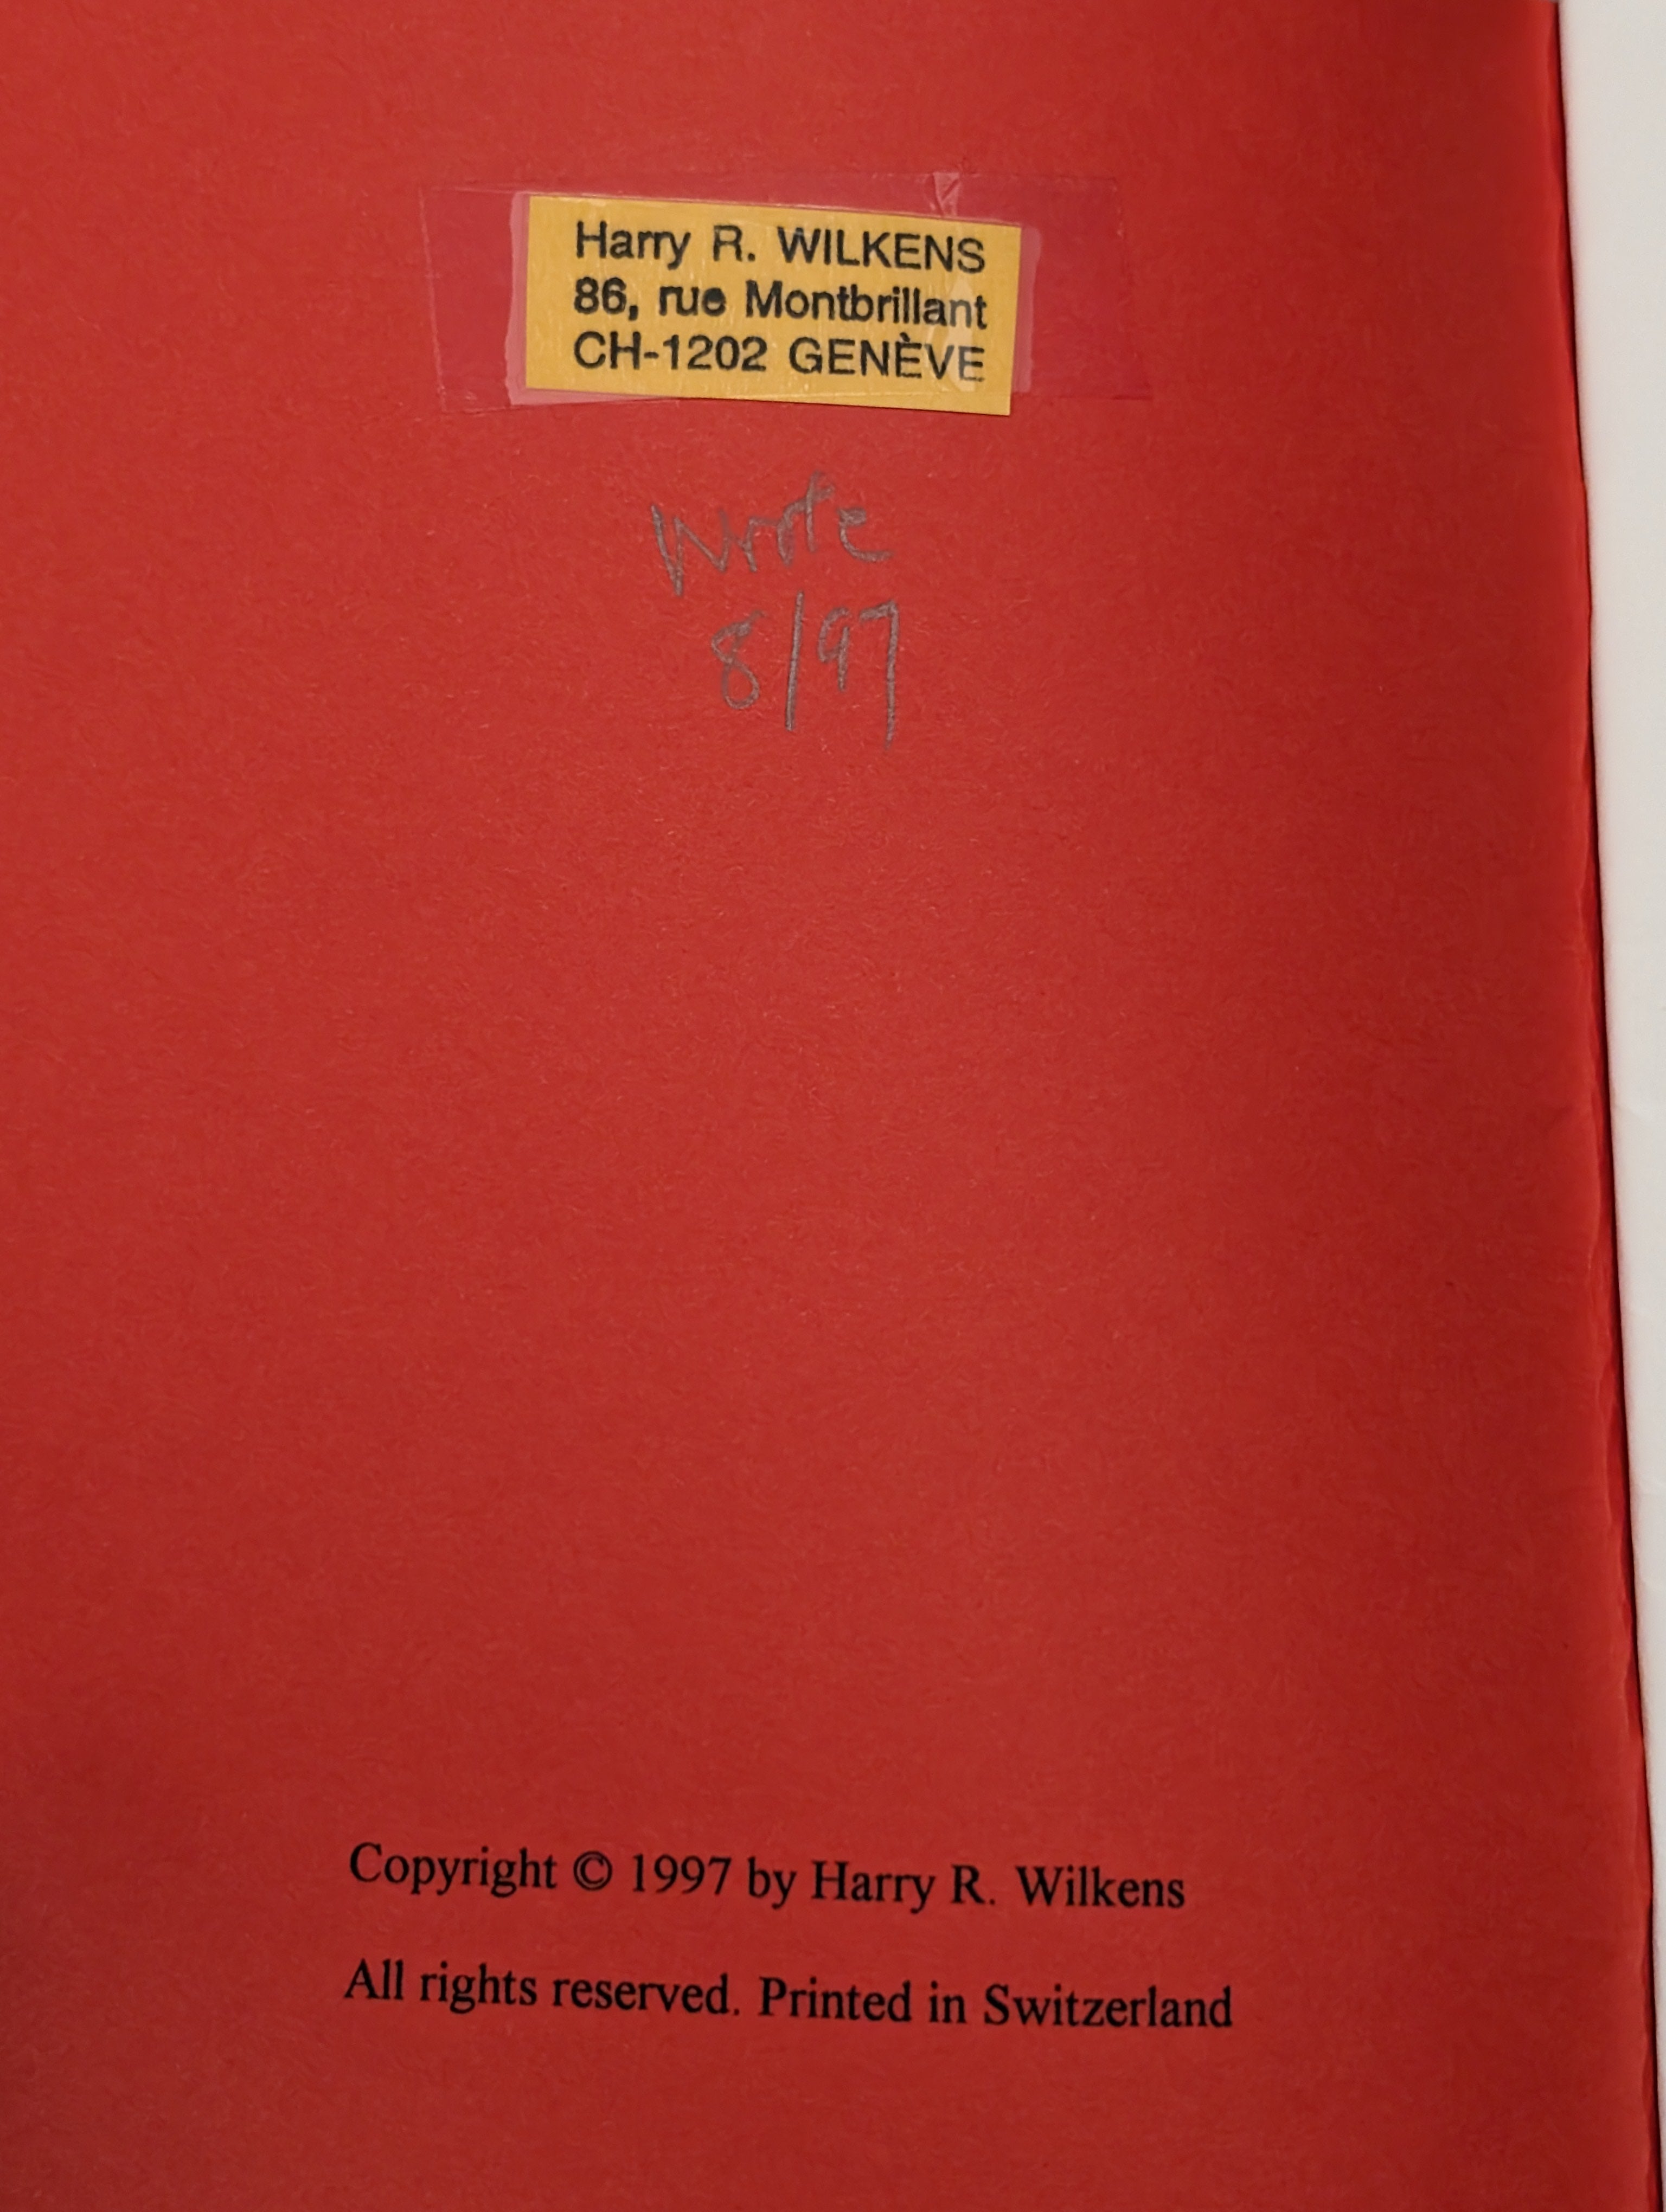 Harry R. WILKENS
86, rue Montbrillant
CH-1202 GENÈVE
Wrote
8/97
Copyright © 1997 by Harry R. Wilkens
All rights reserved. Printed in Switzerland